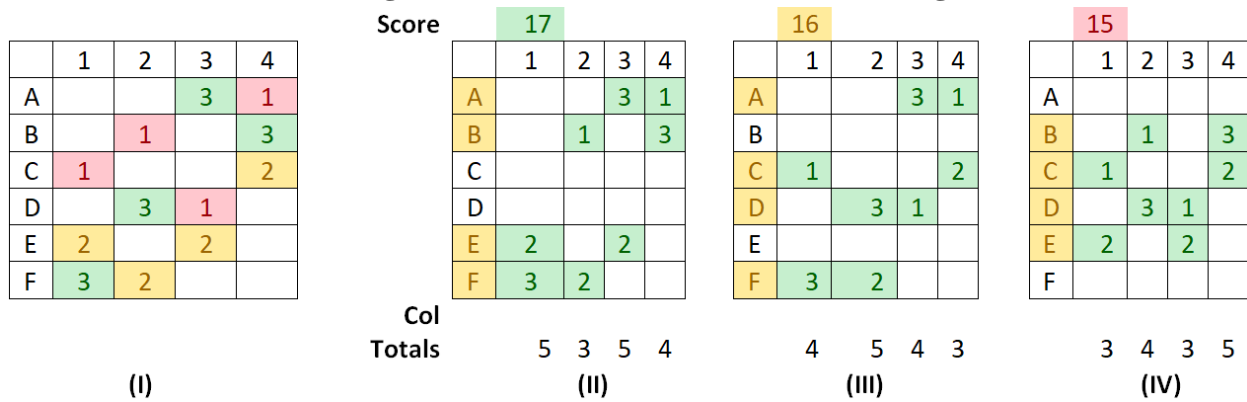 Score 17 16 15
1 2 3 4 1 2 3 4 1 2 3 4 1 2 3 4
A 3 1 A 3 1 A 3 1 A
B 1 3 B 1 3 B B 1 3
C 1 2 C C 1 2 C 1 2
D 3 1 D D 3 1 D 3 1
E 2 2 E 2 2 E E 2 2
F 3 2 F 3 2 F 3 2 F
Col
Totals 5 3 5 4 4 5 4 3 3 4 3 5
(I) (II) (III) (IV)